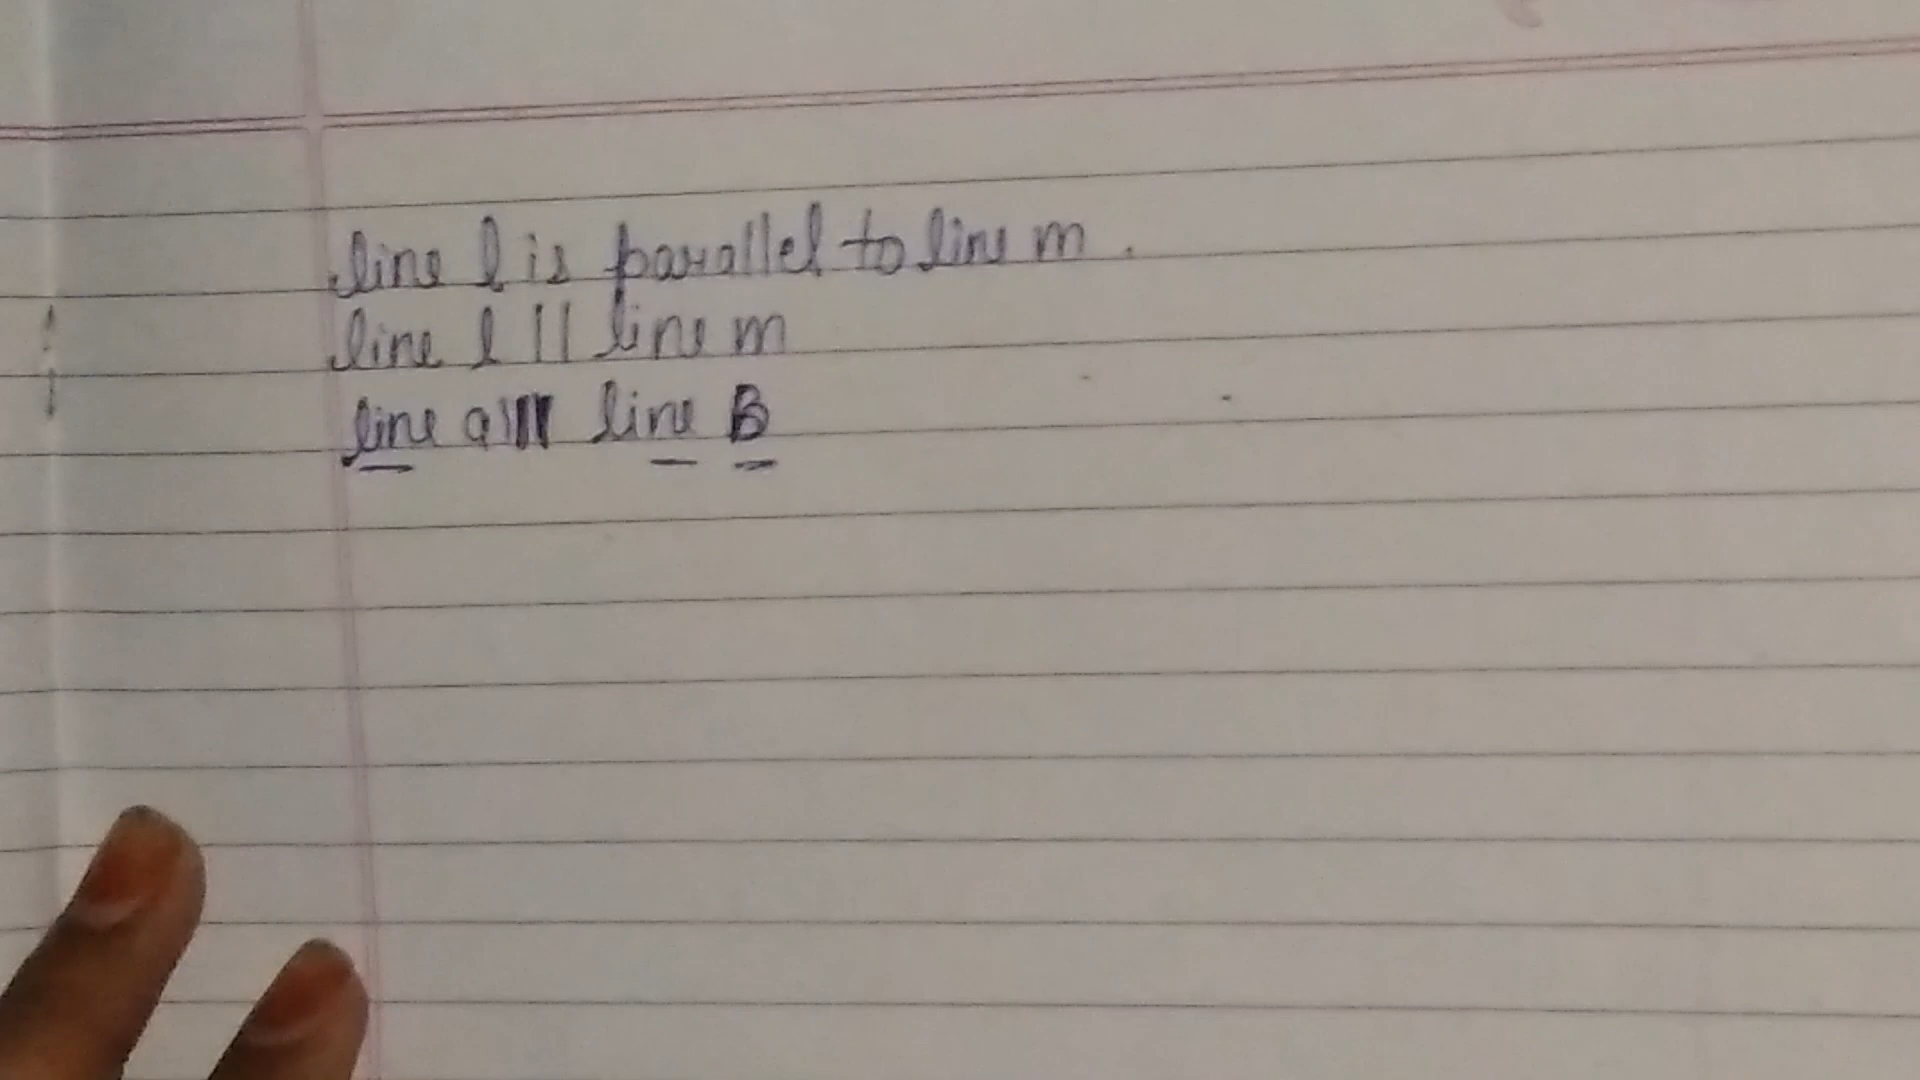 line l is parallel to line m.
line l || line m
line a || line B